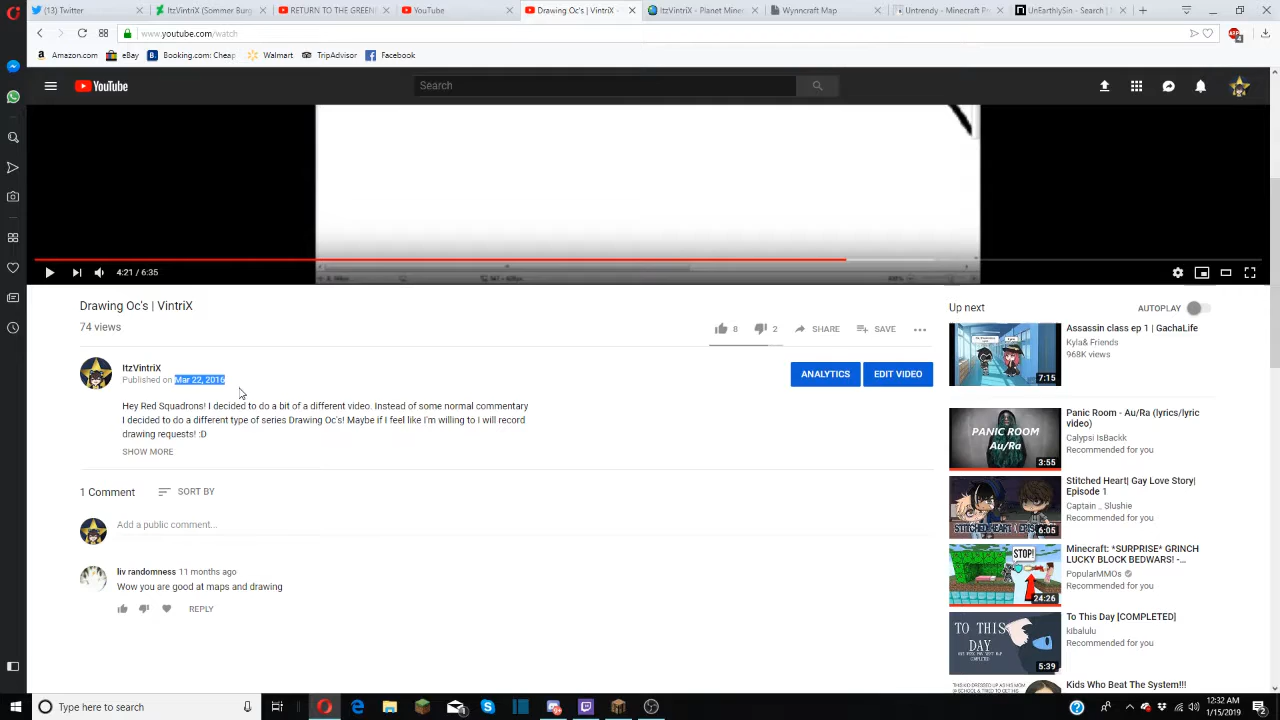 (13) Twitter
ItzVintriX (Sommer Burg
RETURN TO THE GREEN
YouTube
Drawing Oc's | VintriX -
ItzVintriX - Planet Miner
Wynncraft Map
Untrendy - Minecraft Pr
UnEarthlySin - Search |
www.youtube.com/watch
Amazon.com
eBay
Booking.com: Cheap
Walmart
TripAdvisor
Facebook
YouTube
Search
4:21 / 6:35
Drawing Oc's | VintriX
74 views
8
2
SHARE
SAVE
ItzVintriX
Published on Mar 22, 2016
ANALYTICS
EDIT VIDEO
Hey Red Squadrons! I decided to do a bit of a different video. Instead of some normal commentary
I decided to do a different type of series Drawing Oc's! Maybe if I feel like I'm willing to I will record
drawing requests! :D
SHOW MORE
1 Comment
SORT BY
Add a public comment...
liv randomness 11 months ago
Wow you are good at maps and drawing
REPLY
Up next
AUTOPLAY
Assassin class ep 1 | GachaLife
Kyla& Friends
968K views
7:15
PANIC ROOM
Au/Ra
3:55
Panic Room - Au/Ra (lyrics/lyric
video)
Calypsi IsBackk
Recommended for you
STITCHED HEART
6:05
Stitched Heart| Gay Love Story|
Episode 1
Captain _ Slushie
Recommended for you
STOP!
24:26
Minecraft: *SURPRISE* GRINCH
LUCKY BLOCK BEDWARS! -...
PopularMMOs
Recommended for you
TO THIS
DAY
5:39
To This Day [COMPLETED]
kibalulu
Recommended for you
Kids Who Beat The System!!!
Type here to search
12:32 AM
1/15/2019